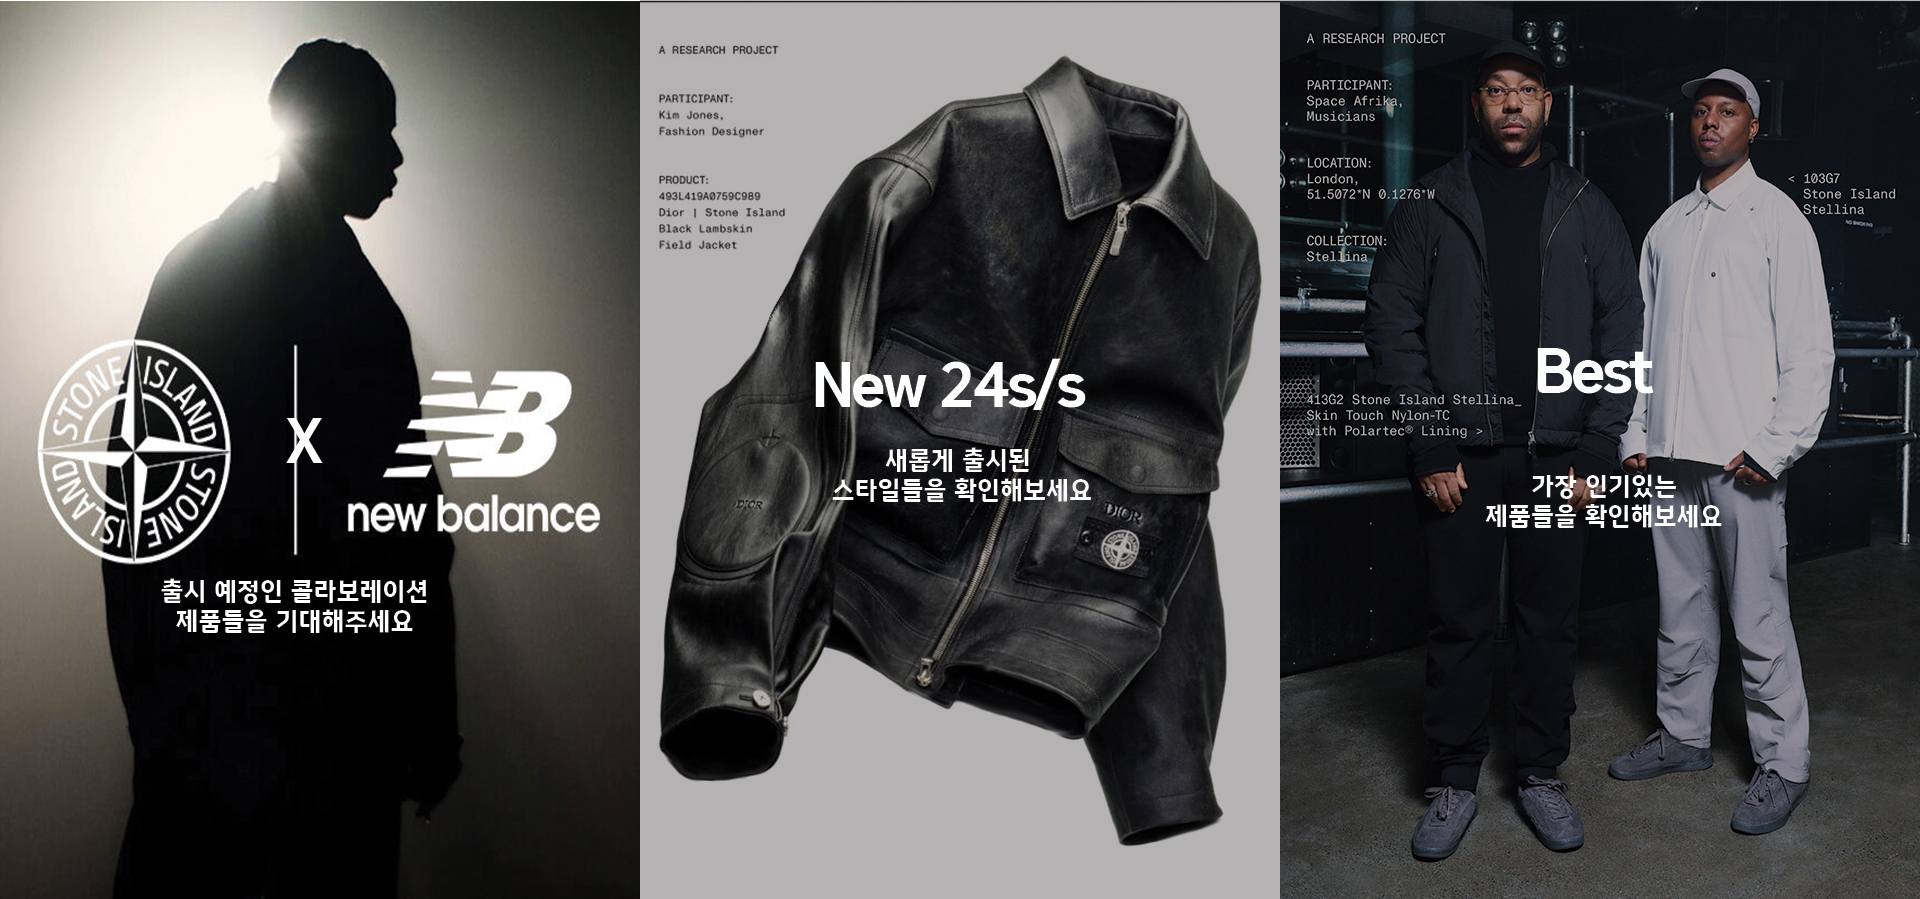 STONE ISLAND
STONE ISLAND
X
NB
new balance
출시 예정인 콜라보레이션
제품들을 기대해주세요
A RESEARCH PROJECT
PARTICIPANT:
Kim Jones,
Fashion Designer
PRODUCT:
493L419A0759C989
Dior | Stone Island
Black Lambskin
Field Jacket
New 24s/s
새롭게 출시된
스타일들을 확인해보세요
DIOR
DIOR
A RESEARCH PROJECT
PARTICIPANT:
Space Afrika,
Musicians
LOCATION:
London,
51.5072°N 0.1276°W
COLLECTION:
Stellina
< 103G7
Stone Island
Stellina
NO SMOKING
Best
413G2 Stone Island Stellina_
Skin Touch Nylon-TC
with Polartec® Lining >
가장 인기있는
제품들을 확인해보세요